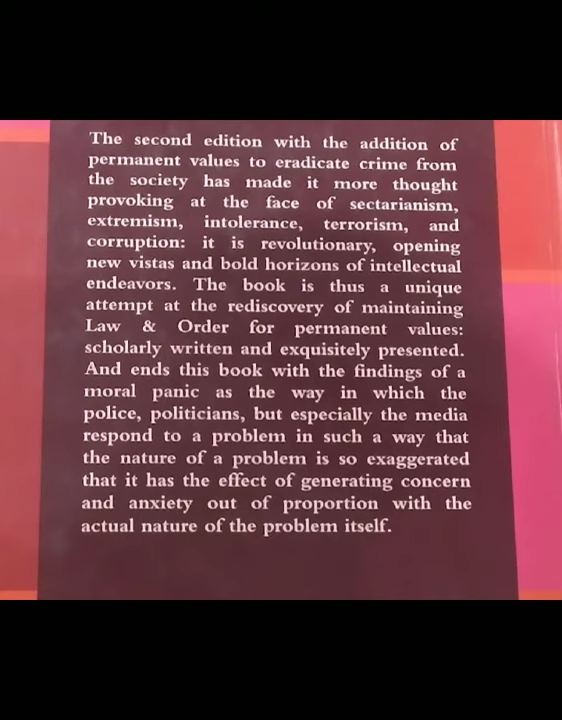 The second edition with the addition of
permanent values to eradicate crime from
the society has made it more thought
provoking at the face of sectarianism,
extremism, intolerance, terrorism, and
corruption: it is revolutionary, opening
new vistas and bold horizons of intellectual
endeavors. The book is thus a unique
attempt at the rediscovery of maintaining
Law & Order for permanent values:
scholarly written and exquisitely presented.
And ends this book with the findings of a
moral panic as the way in which the
police, politicians, but especially the media
respond to a problem in such a way that
the nature of a problem is so exaggerated
that it has the effect of generating concern
and anxiety out of proportion with the
actual nature of the problem itself.